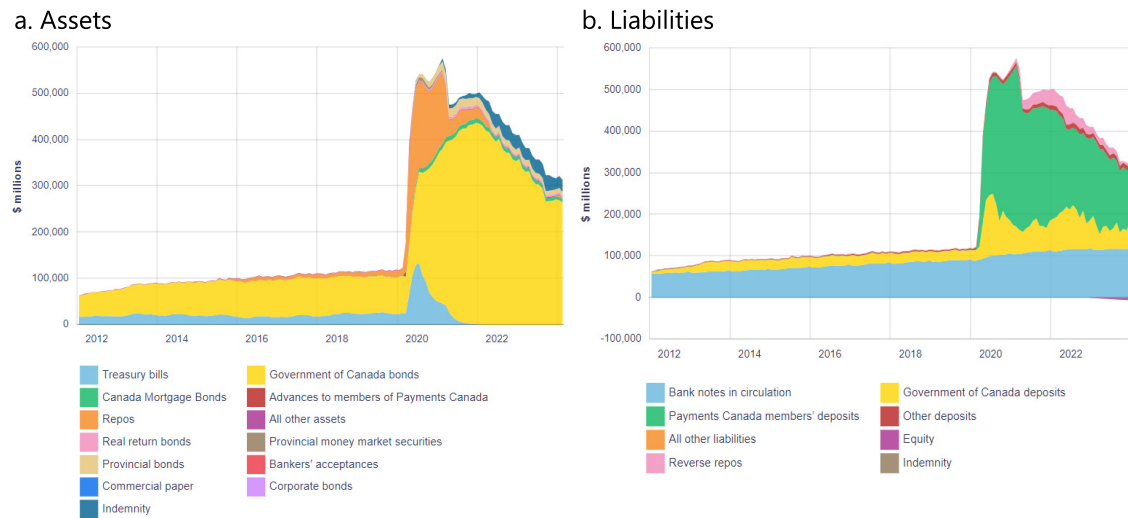 a. Assets
600,000
500,000
400,000
300,000
200,000
100,000
0
$ millions
2012 2014 2016 2018 2020 2022
Treasury bills
Government of Canada bonds
Canada Mortgage Bonds
Advances to members of Payments Canada
Repos
All other assets
Real return bonds
Provincial money market securities
Provincial bonds
Bankers' acceptances
Commercial paper
Corporate bonds
Indemnity
b. Liabilities
600,000
500,000
400,000
300,000
200,000
100,000
0
-100,000
$ millions
2012 2014 2016 2018 2020 2022
Bank notes in circulation
Government of Canada deposits
Payments Canada members' deposits
Other deposits
All other liabilities
Equity
Reverse repos
Indemnity